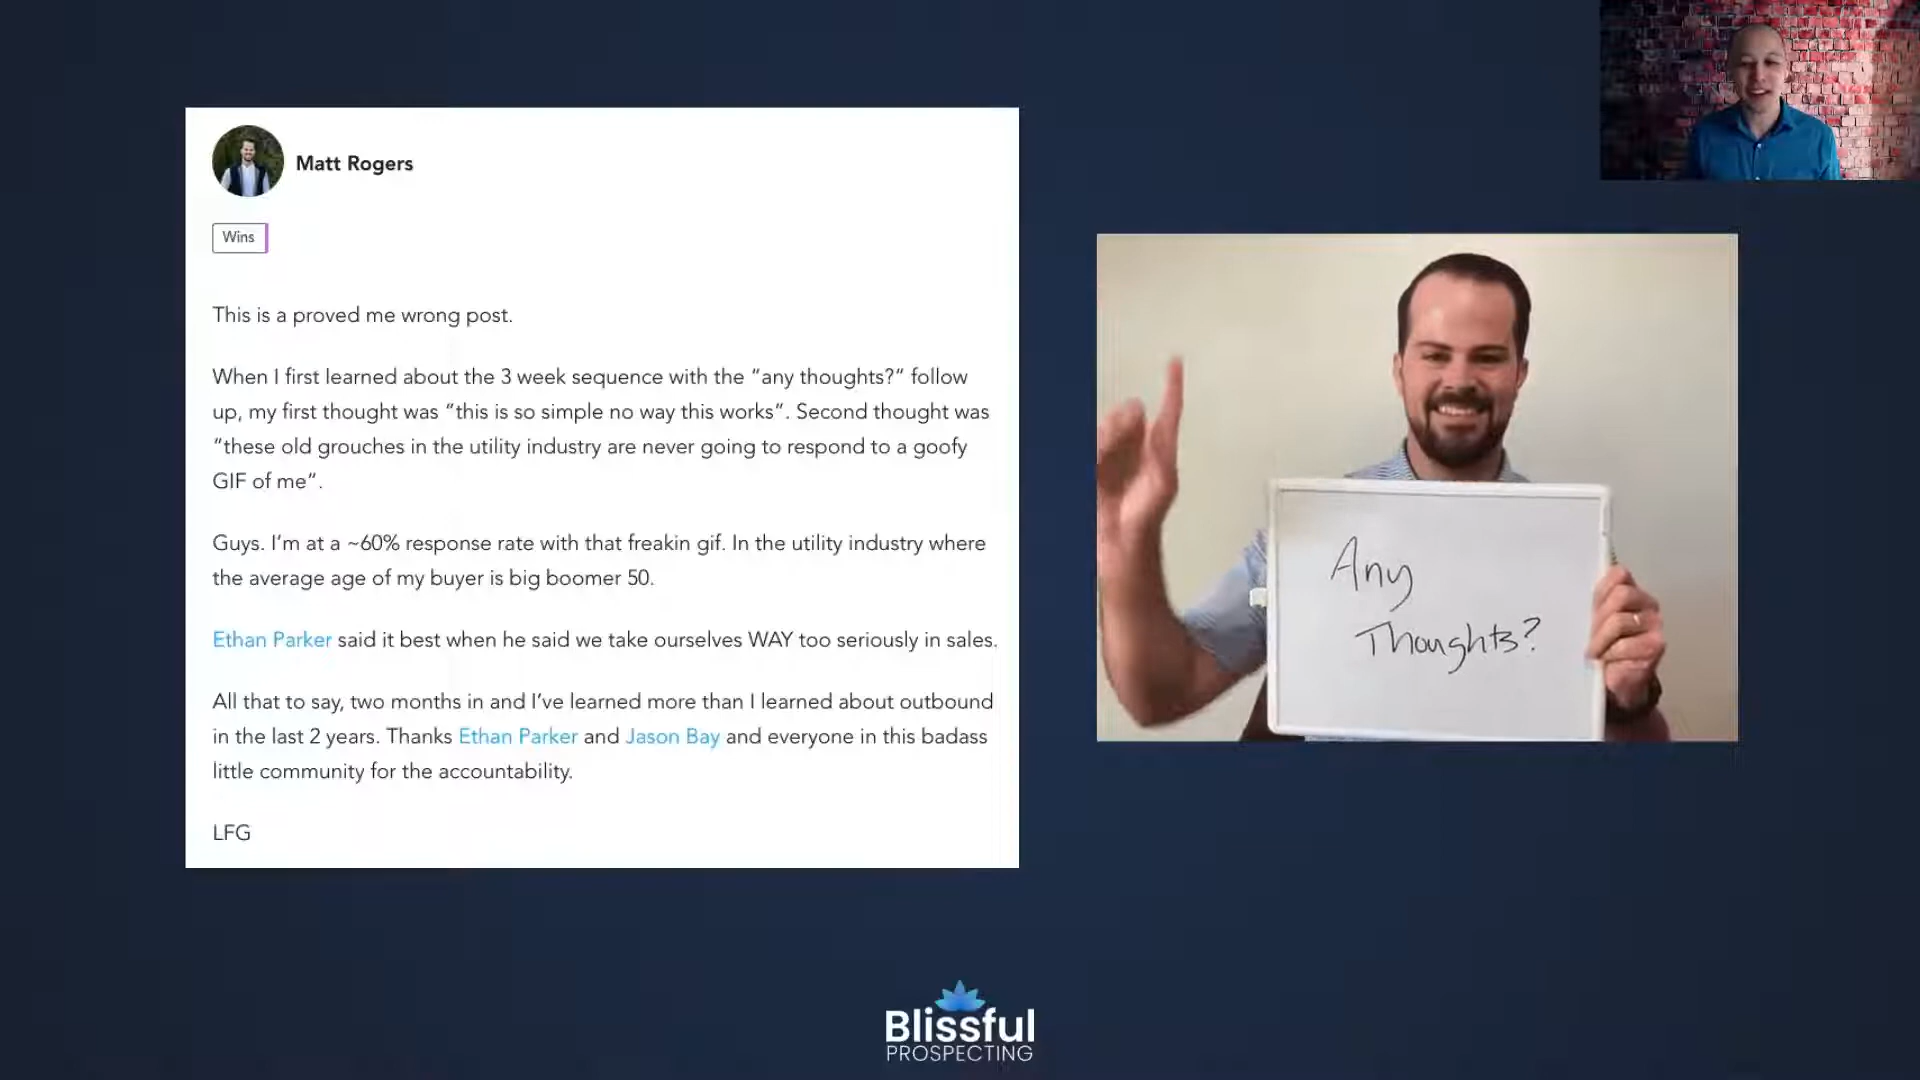 Matt Rogers
Wins
This is a proved me wrong post.
When I first learned about the 3 week sequence with the “any thoughts?“ follow
up, my first thought was “this is so simple no way this works“. Second thought was
“these old grouches in the utility industry are never going to respond to a goofy
GIF of me“.
Guys. I’m at a ~60% response rate with that freakin gif. In the utility industry where
the average age of my buyer is big boomer 50.
Ethan Parker said it best when he said we take ourselves WAY too seriously in sales.
All that to say, two months in and I’ve learned more than I learned about outbound
in the last 2 years. Thanks Ethan Parker and Jason Bay and everyone in this badass
little community for the accountability.
LFG
Any
Thoughts?
Blissful
PROSPECTING